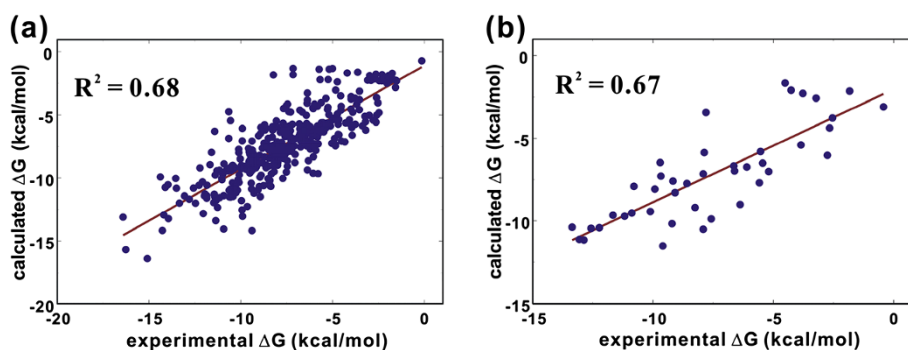 (a)
R² = 0.68
calculated ΔG (kcal/mol)
0
-5
-10
-15
-20
-20 -15 -10 -5 0
experimental ΔG (kcal/mol)
(b)
R² = 0.67
calculated ΔG (kcal/mol)
0
-5
-10
-15
-15 -10 -5 0
experimental ΔG (kcal/mol)